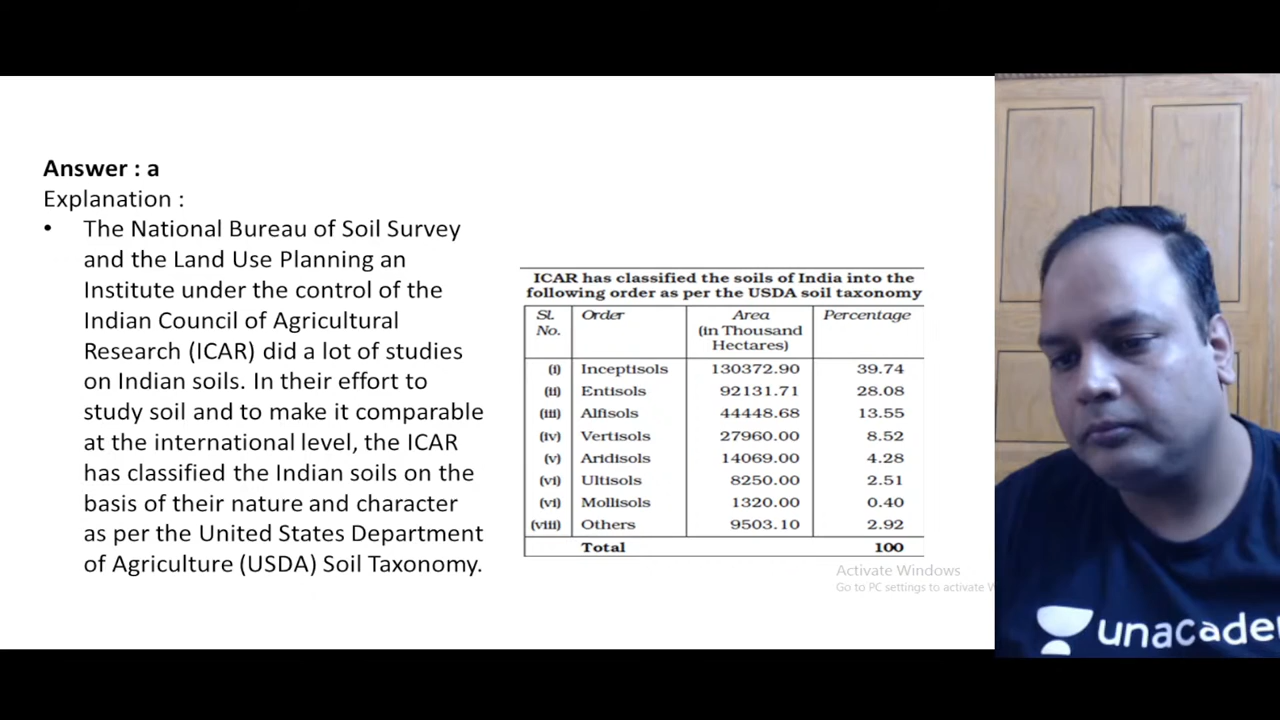 Answer : a
Explanation :
• The National Bureau of Soil Survey
and the Land Use Planning an
Institute under the control of the
Indian Council of Agricultural
Research (ICAR) did a lot of studies
on Indian soils. In their effort to
study soil and to make it comparable
at the international level, the ICAR
has classified the Indian soils on the
basis of their nature and character
as per the United States Department
of Agriculture (USDA) Soil Taxonomy.
ICAR has classified the soils of India into the
following order as per the USDA soil taxonomy
Sl. No. Order Area (in Thousand Hectares) Percentage
(i) Inceptisols 130372.90 39.74
(ii) Entisols 92131.71 28.08
(iii) Alfisols 44448.68 13.55
(iv) Vertisols 27960.00 8.52
(v) Aridisols 14069.00 4.28
(vi) Ultisols 8250.00 2.51
(vi) Mollisols 1320.00 0.40
(viii) Others 9503.10 2.92
Total 100
Activate Windows
Go to PC settings to activate W
unacade